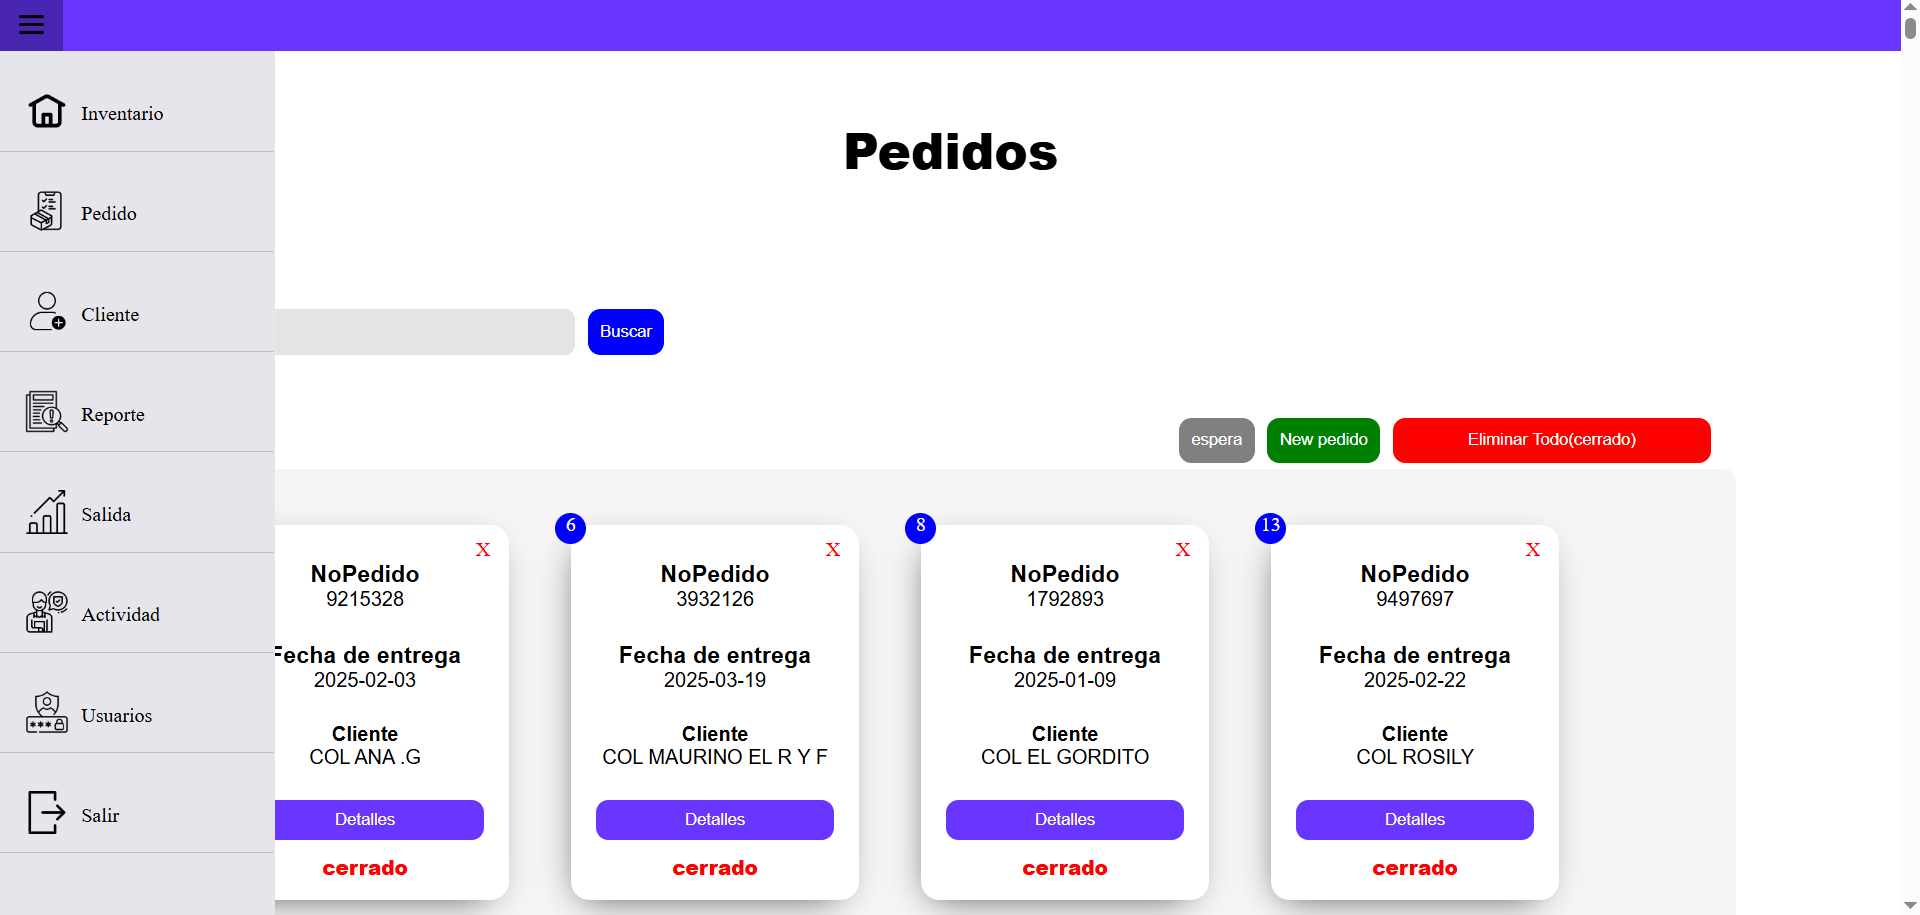 Inventario
Pedido
Cliente
Reporte
Salida
Actividad
Usuarios
Salir
Pedidos
Buscar
espera
New pedido
Eliminar Todo(cerrado)
X
NoPedido
9215328
Fecha de entrega
2025-02-03
Cliente
COL ANA .G
Detalles
cerrado
6
X
NoPedido
3932126
Fecha de entrega
2025-03-19
Cliente
COL MAURINO EL R Y F
Detalles
cerrado
8
X
NoPedido
1792893
Fecha de entrega
2025-01-09
Cliente
COL EL GORDITO
Detalles
cerrado
13
X
NoPedido
9497697
Fecha de entrega
2025-02-22
Cliente
COL ROSILY
Detalles
cerrado